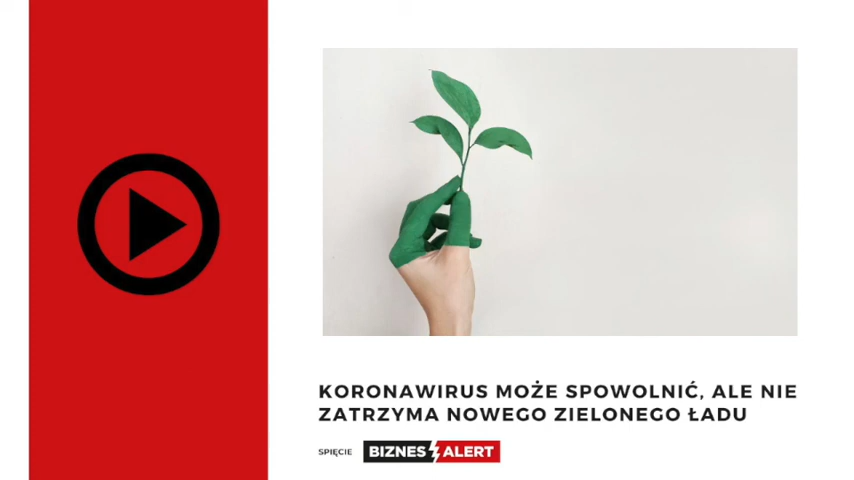 KORONAWIRUS MOŻE SPOWOLNIĆ, ALE NIE
ZATRZYMA NOWEGO ZIELONEGO ŁADU
SPIĘCIE BIZNES ALERT